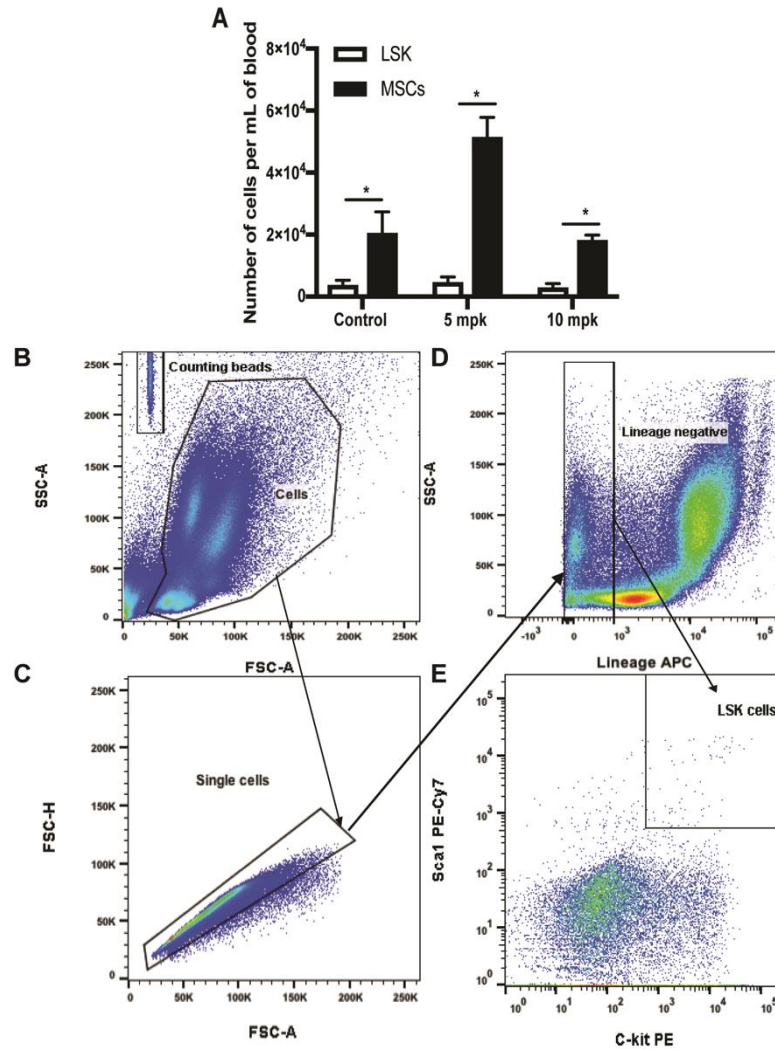 A
Number of cells per mL of blood
8×10⁴
6×10⁴
4×10⁴
2×10⁴
0
LSK
MSCs
*
*
*
Control 5 mpk 10 mpk
B
SSC-A
250K
200K
150K
100K
50K
0
Counting beads
Cells
0 50K 100K 150K 200K 250K
FSC-A
D
SSC-A
250K
200K
150K
100K
50K
0
Lineage negative
-10³ 0 10³ 10⁴ 10⁵
Lineage APC
C
FSC-H
250K
200K
150K
100K
50K
0
Single cells
0 50K 100K 150K 200K 250K
FSC-A
E
Sca1 PE-Cy7
10⁵
10⁴
10³
10²
10¹
10⁰
LSK cells
10⁰ 10¹ 10² 10³ 10⁴ 10⁵
C-kit PE